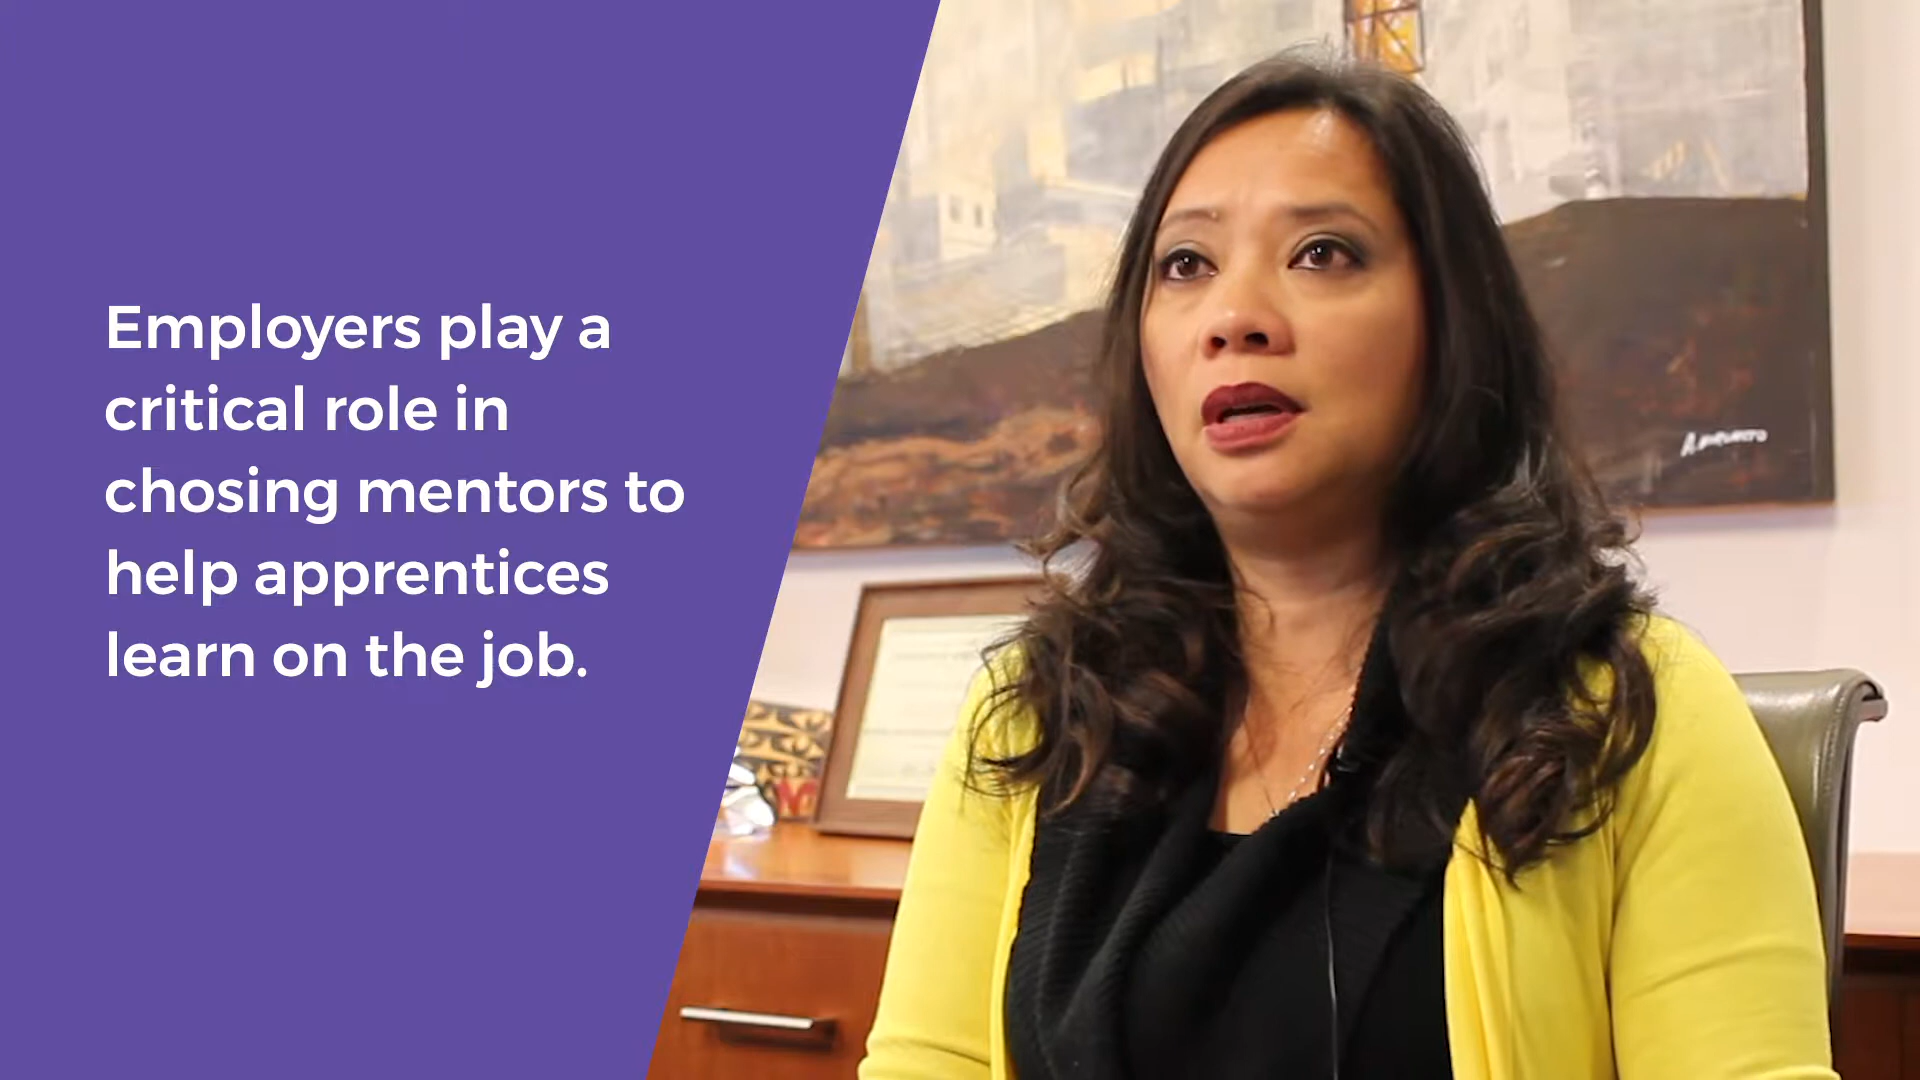 Employers play a
critical role in
chosing mentors to
help apprentices
learn on the job.